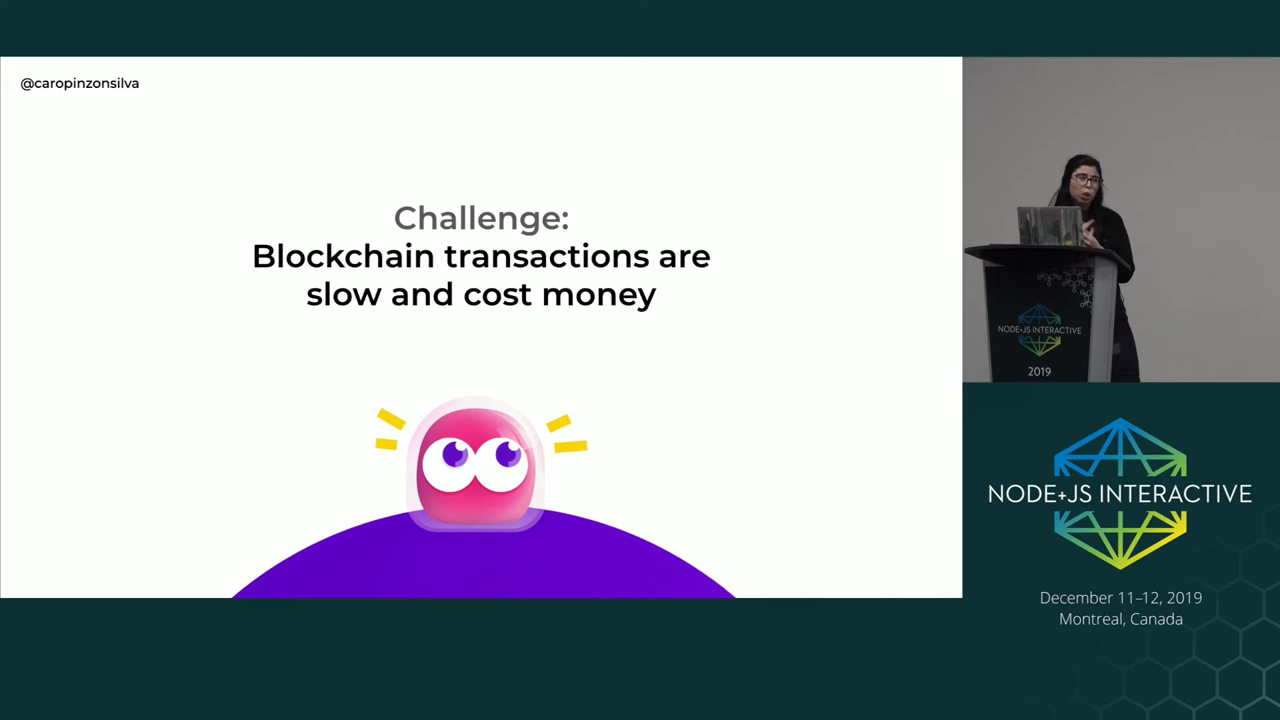 @caropinzonsilva
Challenge:
Blockchain transactions are
slow and cost money
NODE+JS INTERACTIVE
2019
NODE+JS INTERACTIVE
December 11–12, 2019
Montreal, Canada